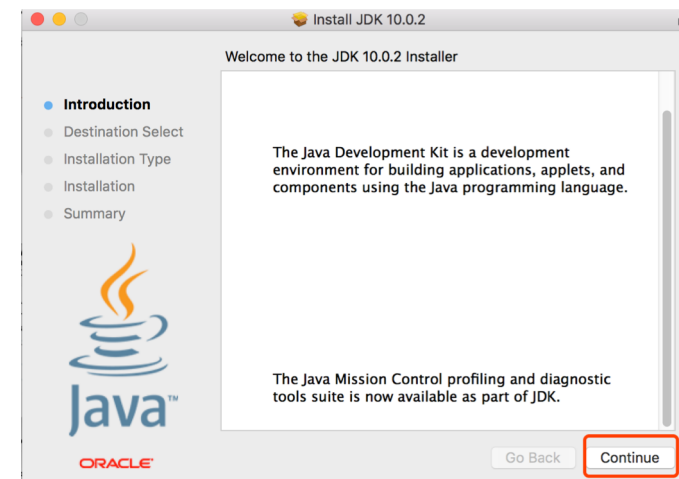 Install JDK 10.0.2
Welcome to the JDK 10.0.2 Installer
Introduction
Destination Select
Installation Type
Installation
Summary
The Java Development Kit is a development
environment for building applications, applets, and
components using the Java programming language.
The Java Mission Control profiling and diagnostic
tools suite is now available as part of JDK.
Java™
ORACLE®
Go Back
Continue